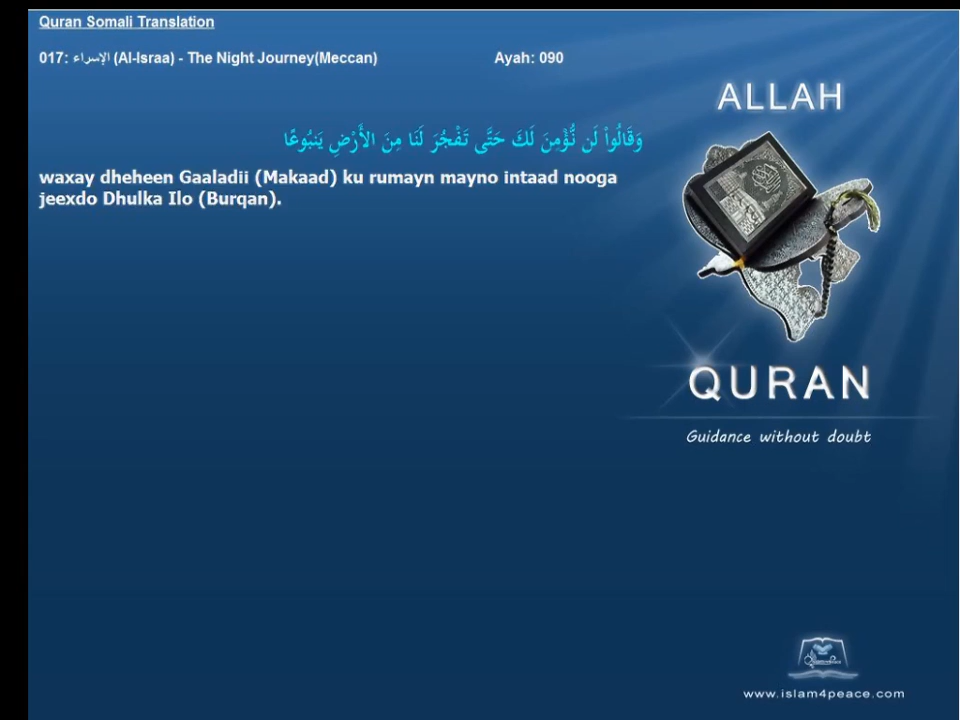 Quran Somali Translation
017: الإسراء (Al-Israa) - The Night Journey(Meccan) Ayah: 090
وَقَالُواْ لَن نُّؤْمِنَ لَكَ حَتَّى تَفْجُرَ لَنَا مِنَ الأَرْضِ يَنبُوعًا
waxay dheheen Gaaladii (Makaad) ku rumayn mayno intaad nooga
jeexdo Dhulka Ilo (Burqan).
ALLAH
QURAN
Guidance without doubt
www.islam4peace.com